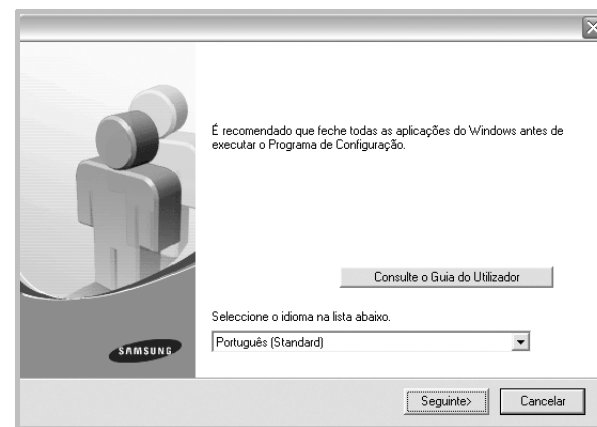 É recomendado que feche todas as aplicações do Windows antes de
executar o Programa de Configuração.
Consulte o Guia do Utilizador
Seleccione o idioma na lista abaixo.
Português (Standard)
SAMSUNG
Seguinte>
Cancelar